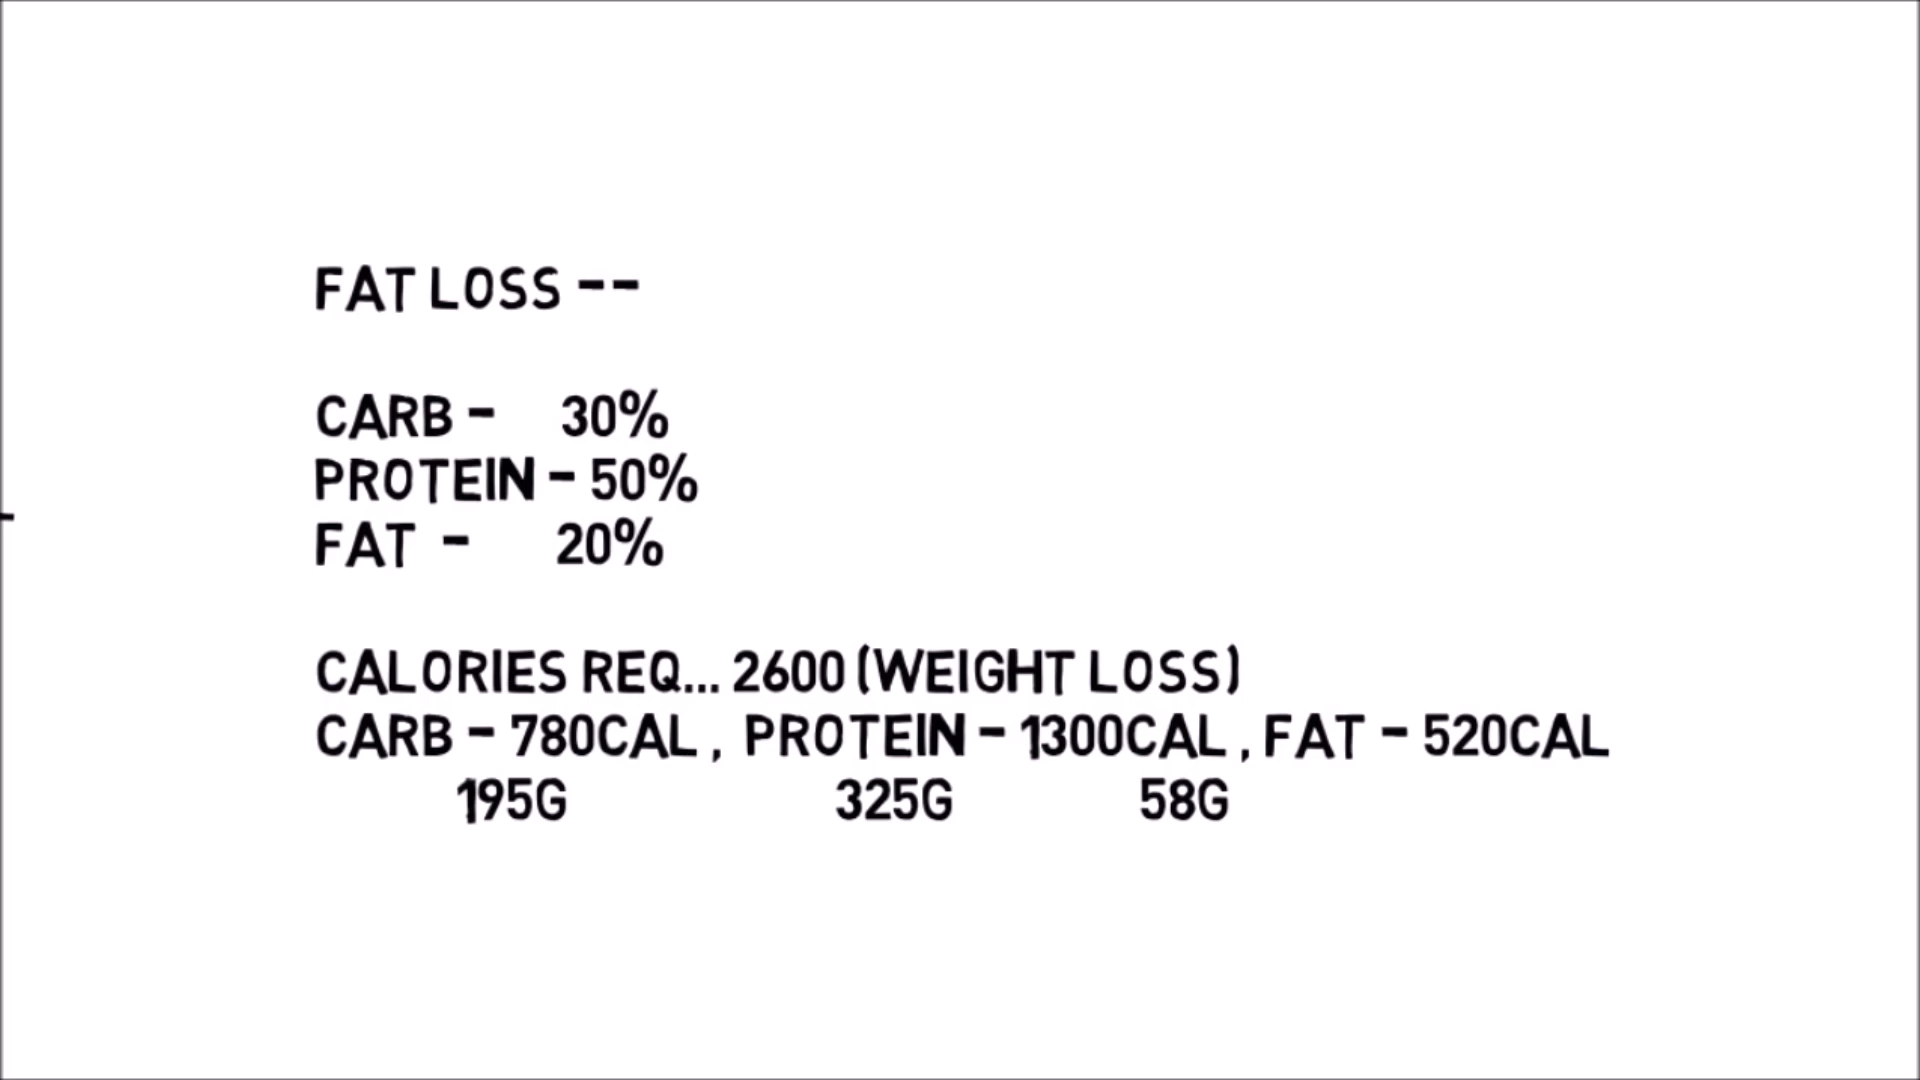 FAT LOSS --
CARB - 30%
PROTEIN - 50%
FAT - 20%
CALORIES REQ... 2600 (WEIGHT LOSS)
CARB - 780CAL , PROTEIN - 1300CAL , FAT - 520CAL
195G 325G 58G